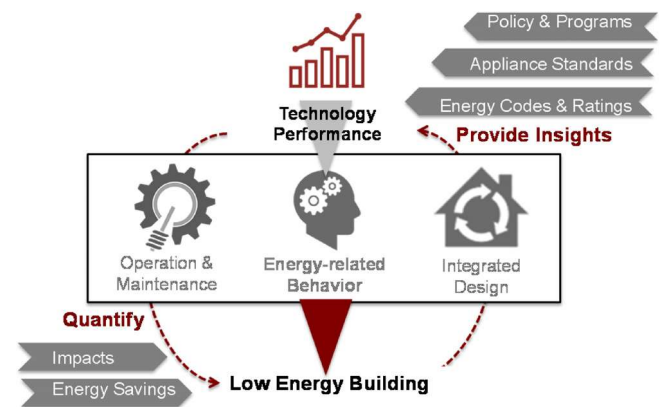 Policy & Programs
Appliance Standards
Energy Codes & Ratings
Technology
Performance
Provide Insights
Operation &
Maintenance
Energy-related
Behavior
Integrated
Design
Quantify
Impacts
Energy Savings
Low Energy Building